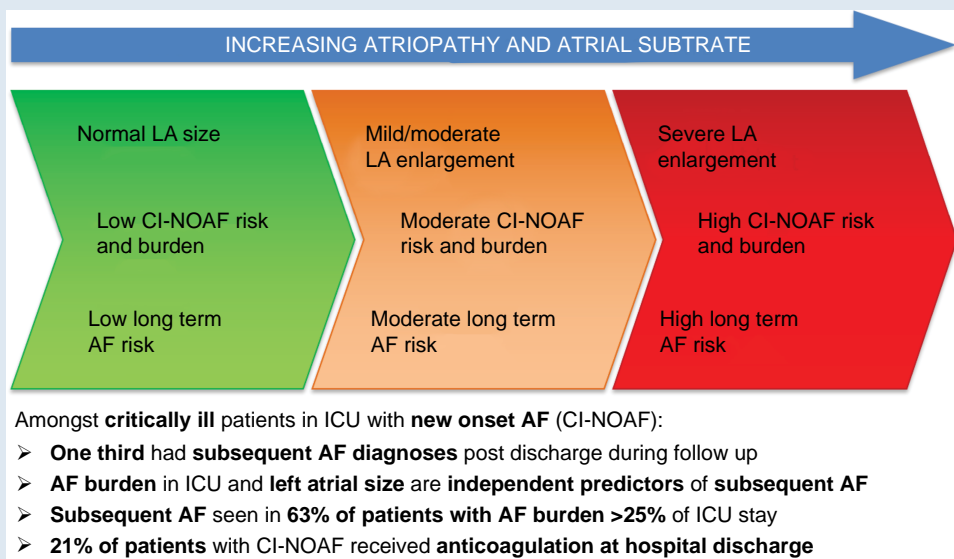 INCREASING ATRIOPATHY AND ATRIAL SUBTRATE
Normal LA size
Low CI-NOAF risk
and burden
Low long term
AF risk
Mild/moderate
LA enlargement
Moderate CI-NOAF
risk and burden
Moderate long term
AF risk
Severe LA
enlargement
High CI-NOAF risk
and burden
High long term
AF risk
Amongst critically ill patients in ICU with new onset AF (CI-NOAF):
➢ One third had subsequent AF diagnoses post discharge during follow up
➢ AF burden in ICU and left atrial size are independent predictors of subsequent AF
➢ Subsequent AF seen in 63% of patients with AF burden >25% of ICU stay
➢ 21% of patients with CI-NOAF received anticoagulation at hospital discharge